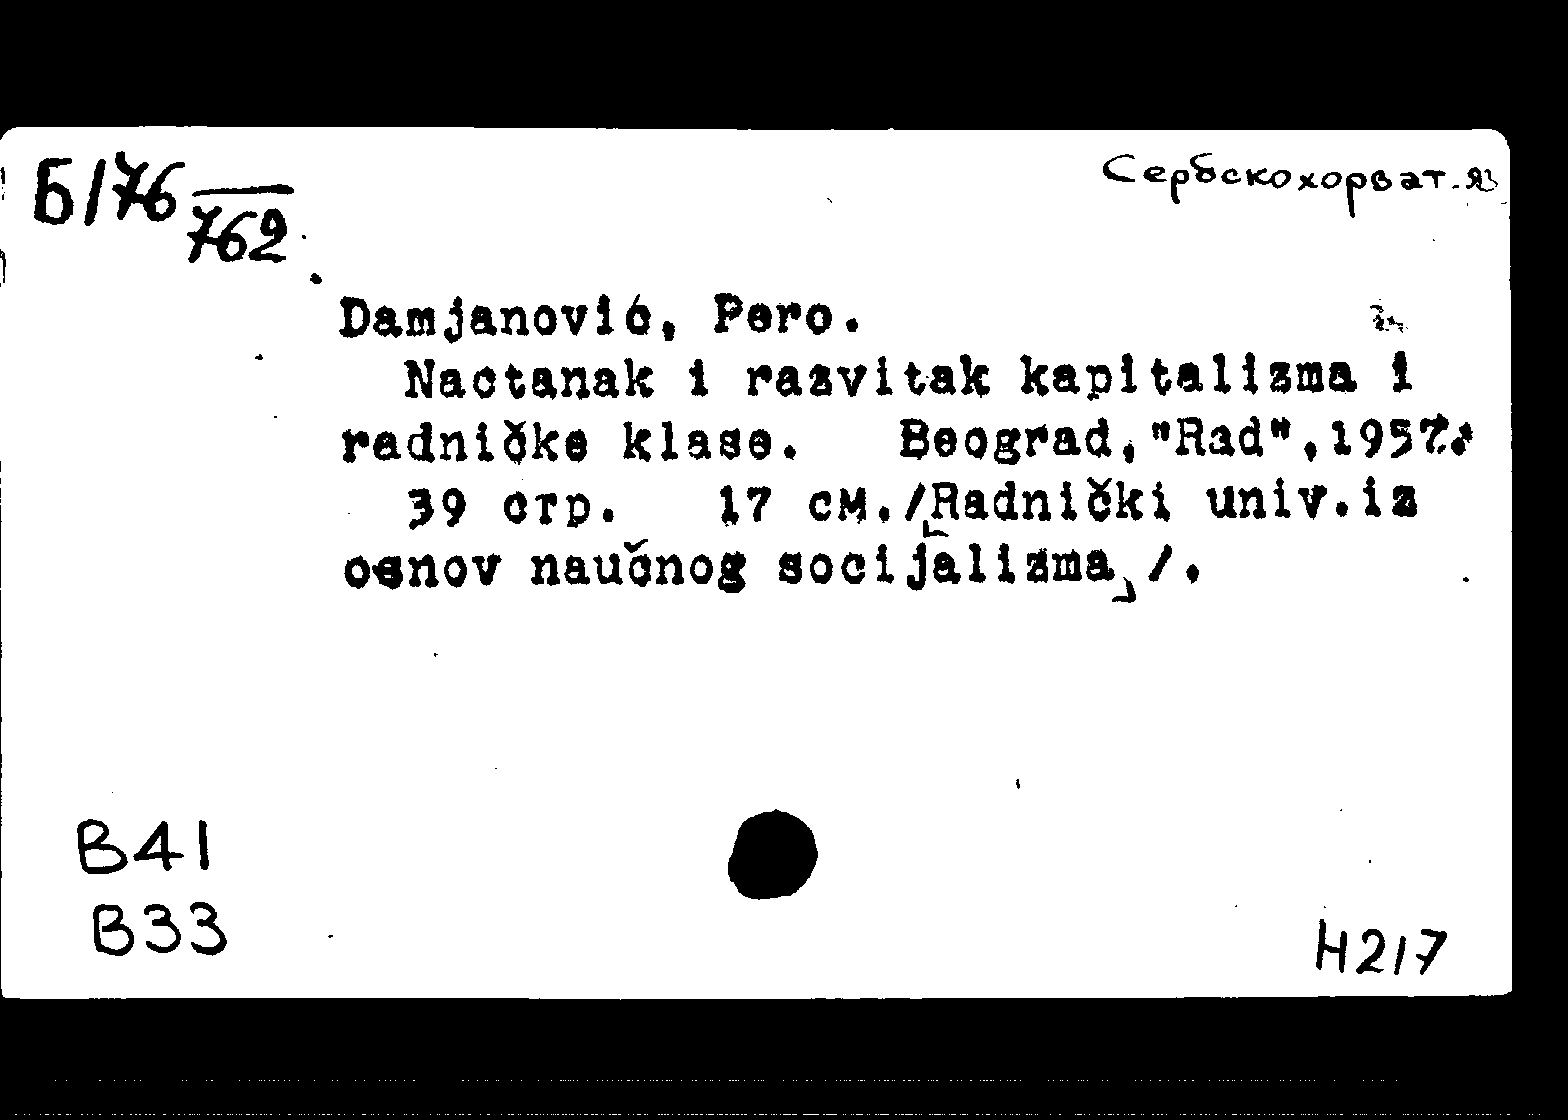 Б/76 762
Сербскохорват. яз
Damjanović, Pero.
Nactanak i razvitak kapitalizma i
radničke klase. Beograd, "Rad", 1957.
39 стр. 17 см./Radnički univ.iz
osnov naučnog socijalizma/.
B41
B33
H217